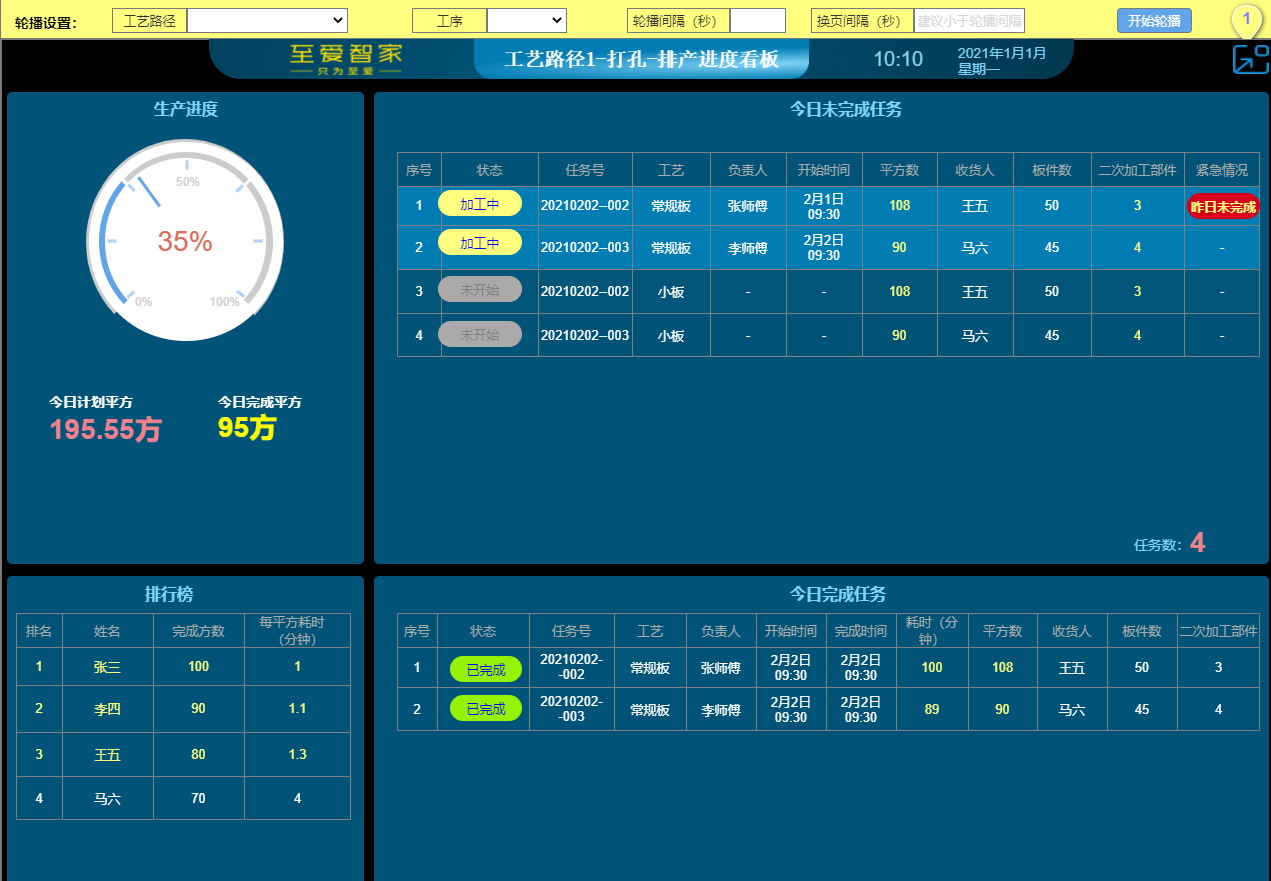 轮播设置： 工艺路径 工序 轮播间隔（秒） 换页间隔（秒） 建议小于轮播间隔 开始轮播 1
至爱智家
只为至爱
工艺路径1-打孔-排产进度看板
10:10
2021年1月1月
星期一
生产进度
50%
35%
0% 100%
今日计划平方 今日完成平方
195.55方 95方
今日未完成任务
序号 状态 任务号 工艺 负责人 开始时间 平方数 收货人 板件数 二次加工部件 紧急情况
1 加工中 20210202--002 常规板 张师傅 2月1日 09:30 108 王五 50 3 昨日未完成
2 加工中 20210202--003 常规板 李师傅 2月2日 09:30 90 马六 45 4 -
3 未开始 20210202--002 小板 - - 108 王五 50 3 -
4 未开始 20210202--003 小板 - - 90 马六 45 4 -
任务数：4
排行榜
排名 姓名 完成方数 每平方耗时（分钟）
1 张三 100 1
2 李四 90 1.1
3 王五 80 1.3
4 马六 70 4
今日完成任务
序号 状态 任务号 工艺 负责人 开始时间 完成时间 耗时（分钟） 平方数 收货人 板件数 二次加工部件
1 已完成 20210202--002 常规板 张师傅 2月2日 09:30 2月2日 09:30 100 108 王五 50 3
2 已完成 20210202--003 常规板 李师傅 2月2日 09:30 2月2日 09:30 89 90 马六 45 4